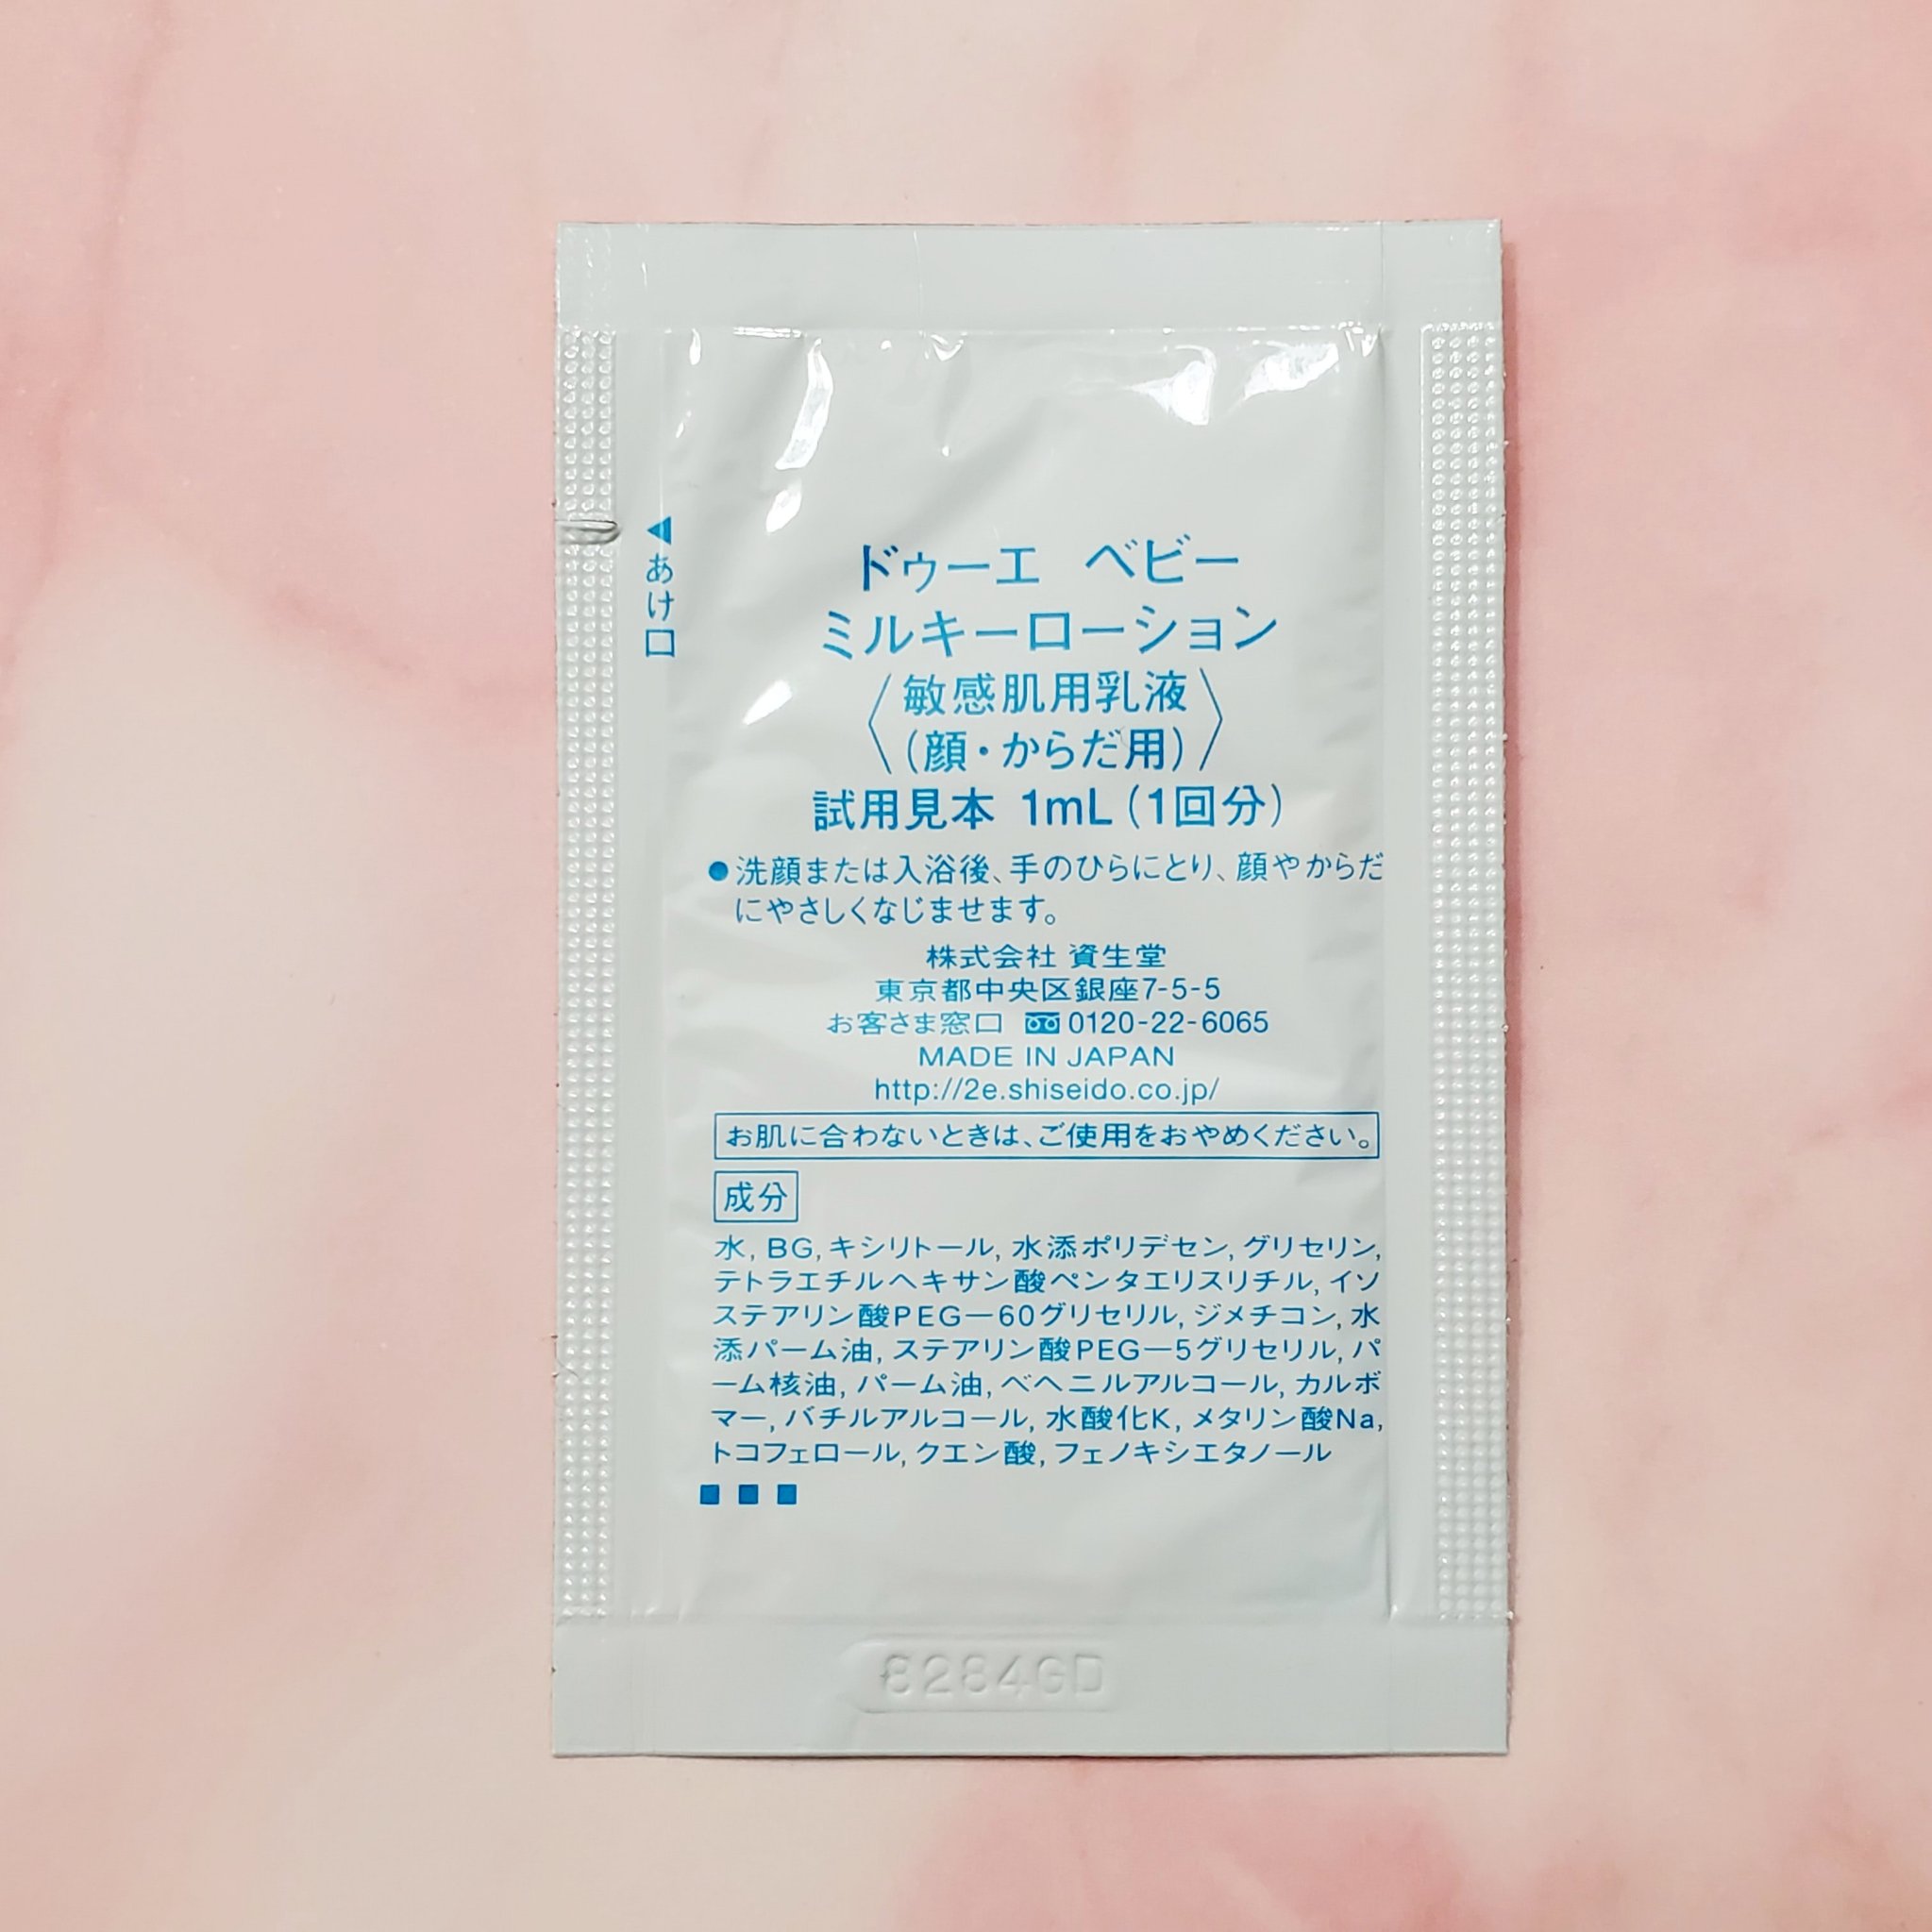 ◀あけ口
ドゥーエ ベビー
ミルキーローション
〈敏感肌用乳液
(顔・からだ用)〉
試用見本 1mL(1回分)
●洗顔または入浴後、手のひらにとり、顔やからだ
にやさしくなじませます。
株式会社 資生堂
東京都中央区銀座7-5-5
お客さま窓口 0120-22-6065
MADE IN JAPAN
http://2e.shiseido.co.jp/
お肌に合わないときは、ご使用をおやめください。
成分
水, BG, キシリトール, 水添ポリデセン, グリセリン,
テトラエチルヘキサン酸ペンタエリスリチル, イソ
ステアリン酸PEG－60グリセリル, ジメチコン, 水
添パーム油, ステアリン酸PEG－5グリセリル, パ
ーム核油, パーム油, ベヘニルアルコール, カルボ
マー, バチルアルコール, 水酸化K, メタリン酸Na,
トコフェロール, クエン酸, フェノキシエタノール
■ ■ ■
8284GD